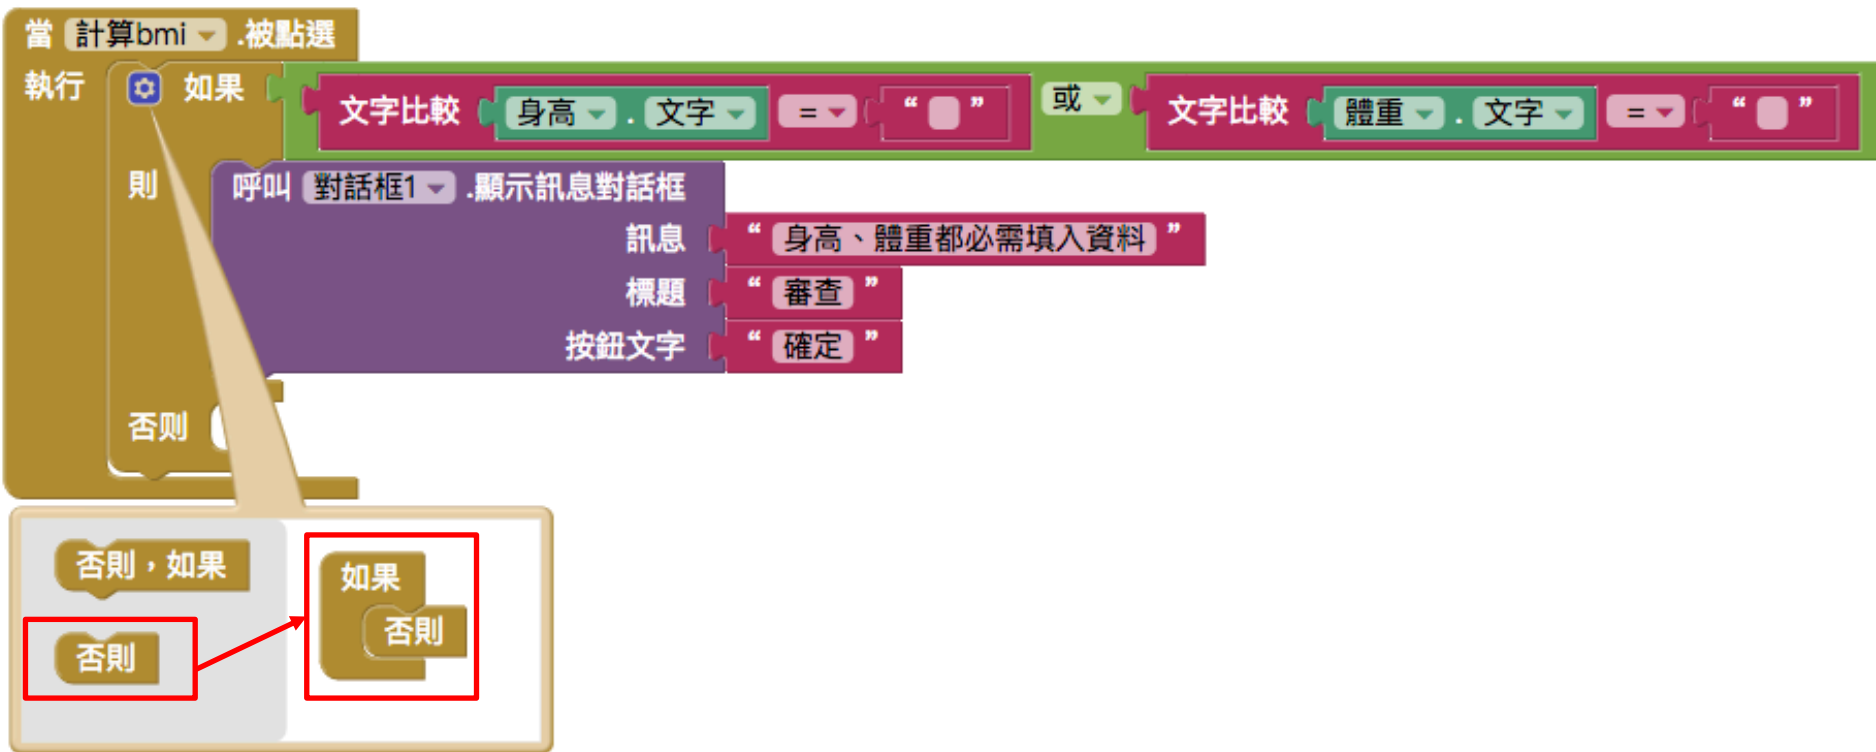 當 計算bmi .被點選
執行 如果 文字比較 身高 . 文字 = “ ” 或 文字比較 體重 . 文字 = “ ”
則 呼叫 對話框1 .顯示訊息對話框
訊息 “ 身高、體重都必需填入資料 ”
標題 “ 審查 ”
按鈕文字 “ 確定 ”
否则
否則，如果
否則
如果
否則